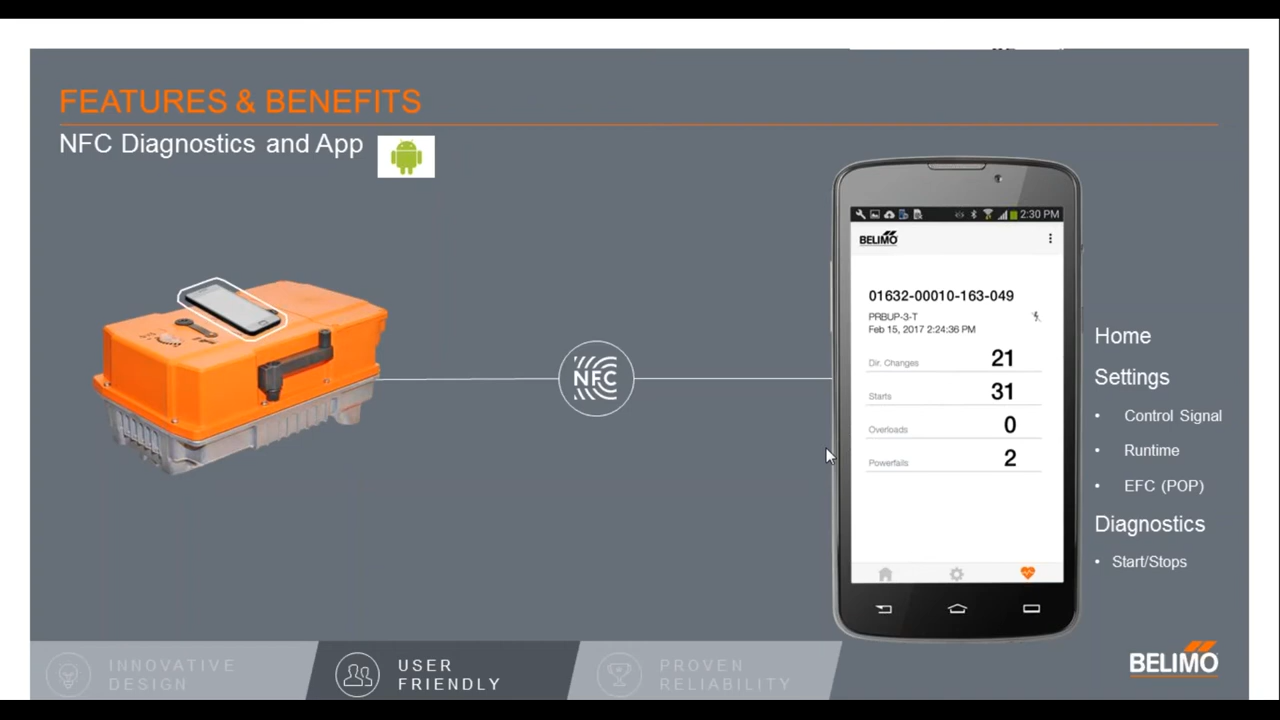 FEATURES & BENEFITS
NFC Diagnostics and App
NFC
2:30 PM
BELIMO
01632-00010-163-049
PRBUP-3-T
Feb 15, 2017 2:24:36 PM
Dir. Changes 21
Starts 31
Overloads 0
Powerfails 2
Home
Settings
• Control Signal
• Runtime
• EFC (POP)
Diagnostics
• Start/Stops
INNOVATIVE
DESIGN
USER
FRIENDLY
PROVEN
RELIABILITY
BELIMO